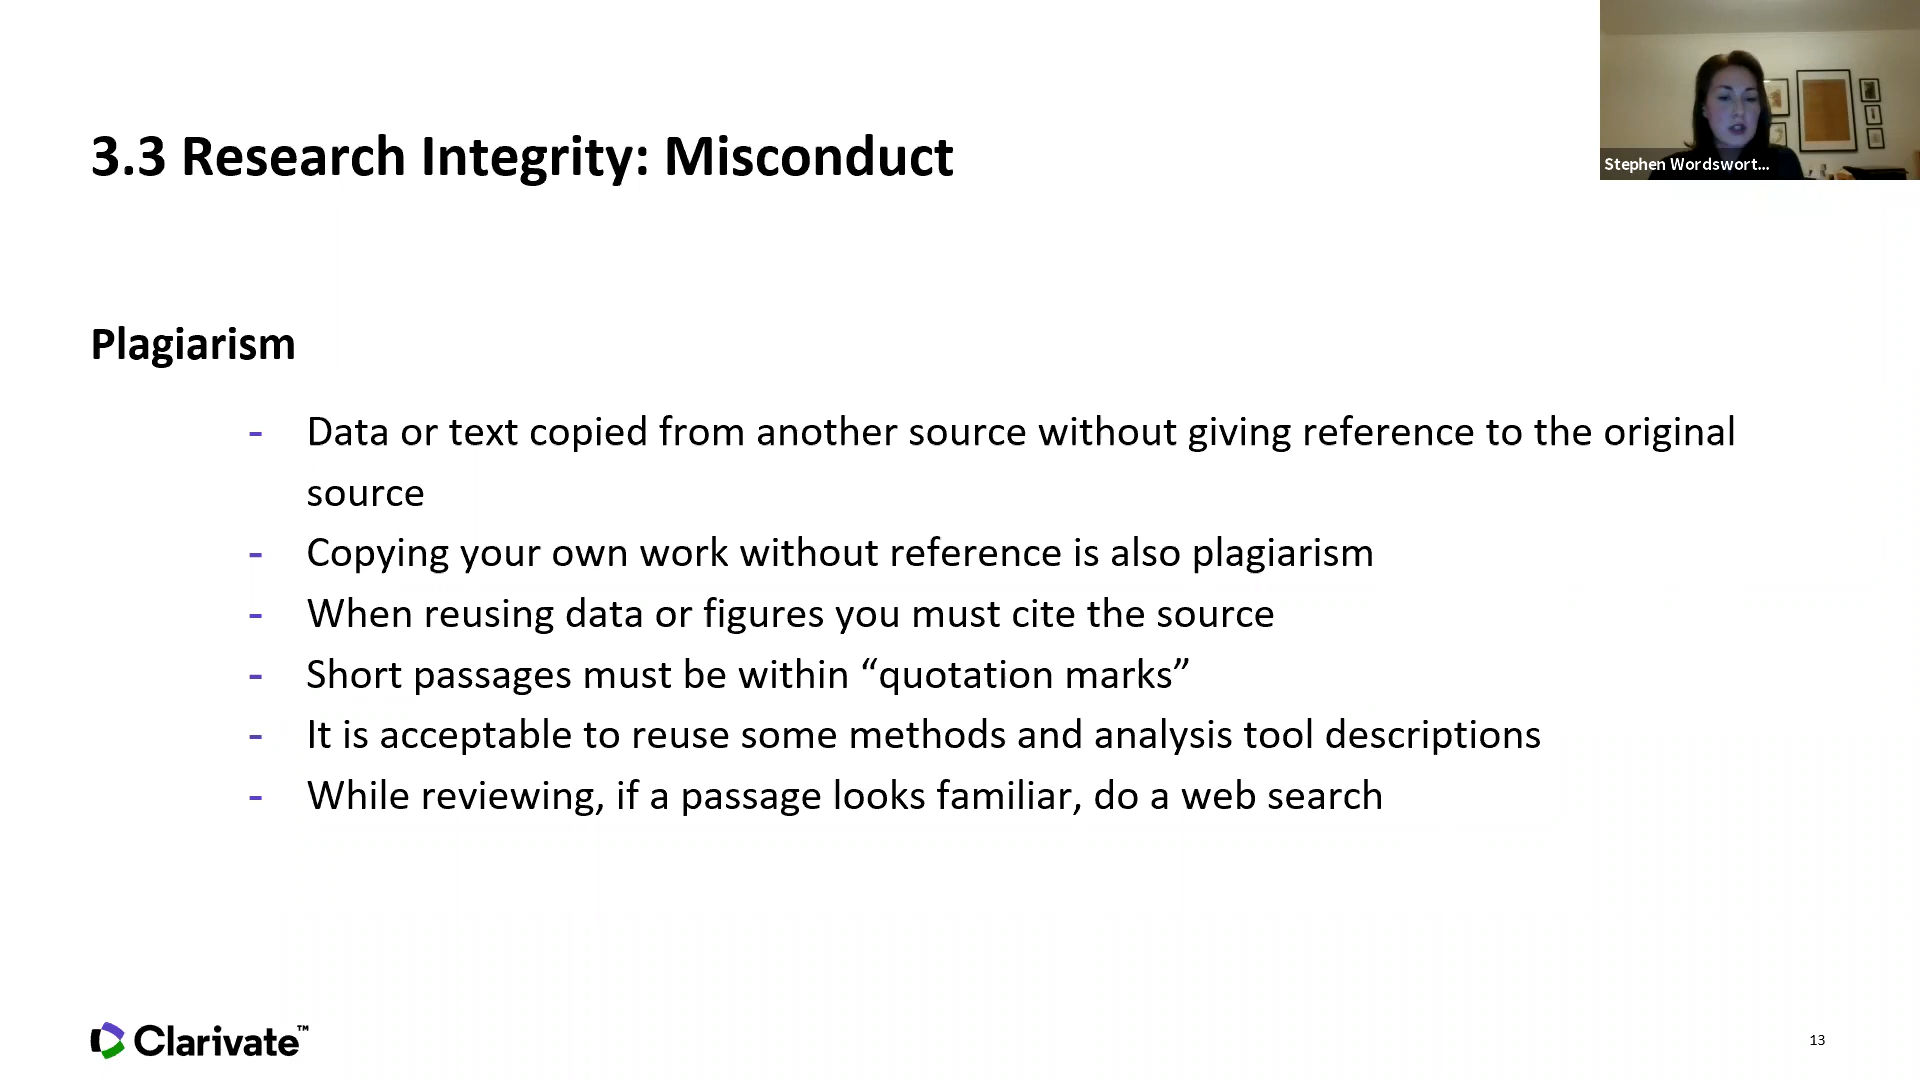 3.3 Research Integrity: Misconduct
Stephen Wordswort...
Plagiarism
- Data or text copied from another source without giving reference to the original
source
- Copying your own work without reference is also plagiarism
- When reusing data or figures you must cite the source
- Short passages must be within “quotation marks”
- It is acceptable to reuse some methods and analysis tool descriptions
- While reviewing, if a passage looks familiar, do a web search
Clarivate™
13